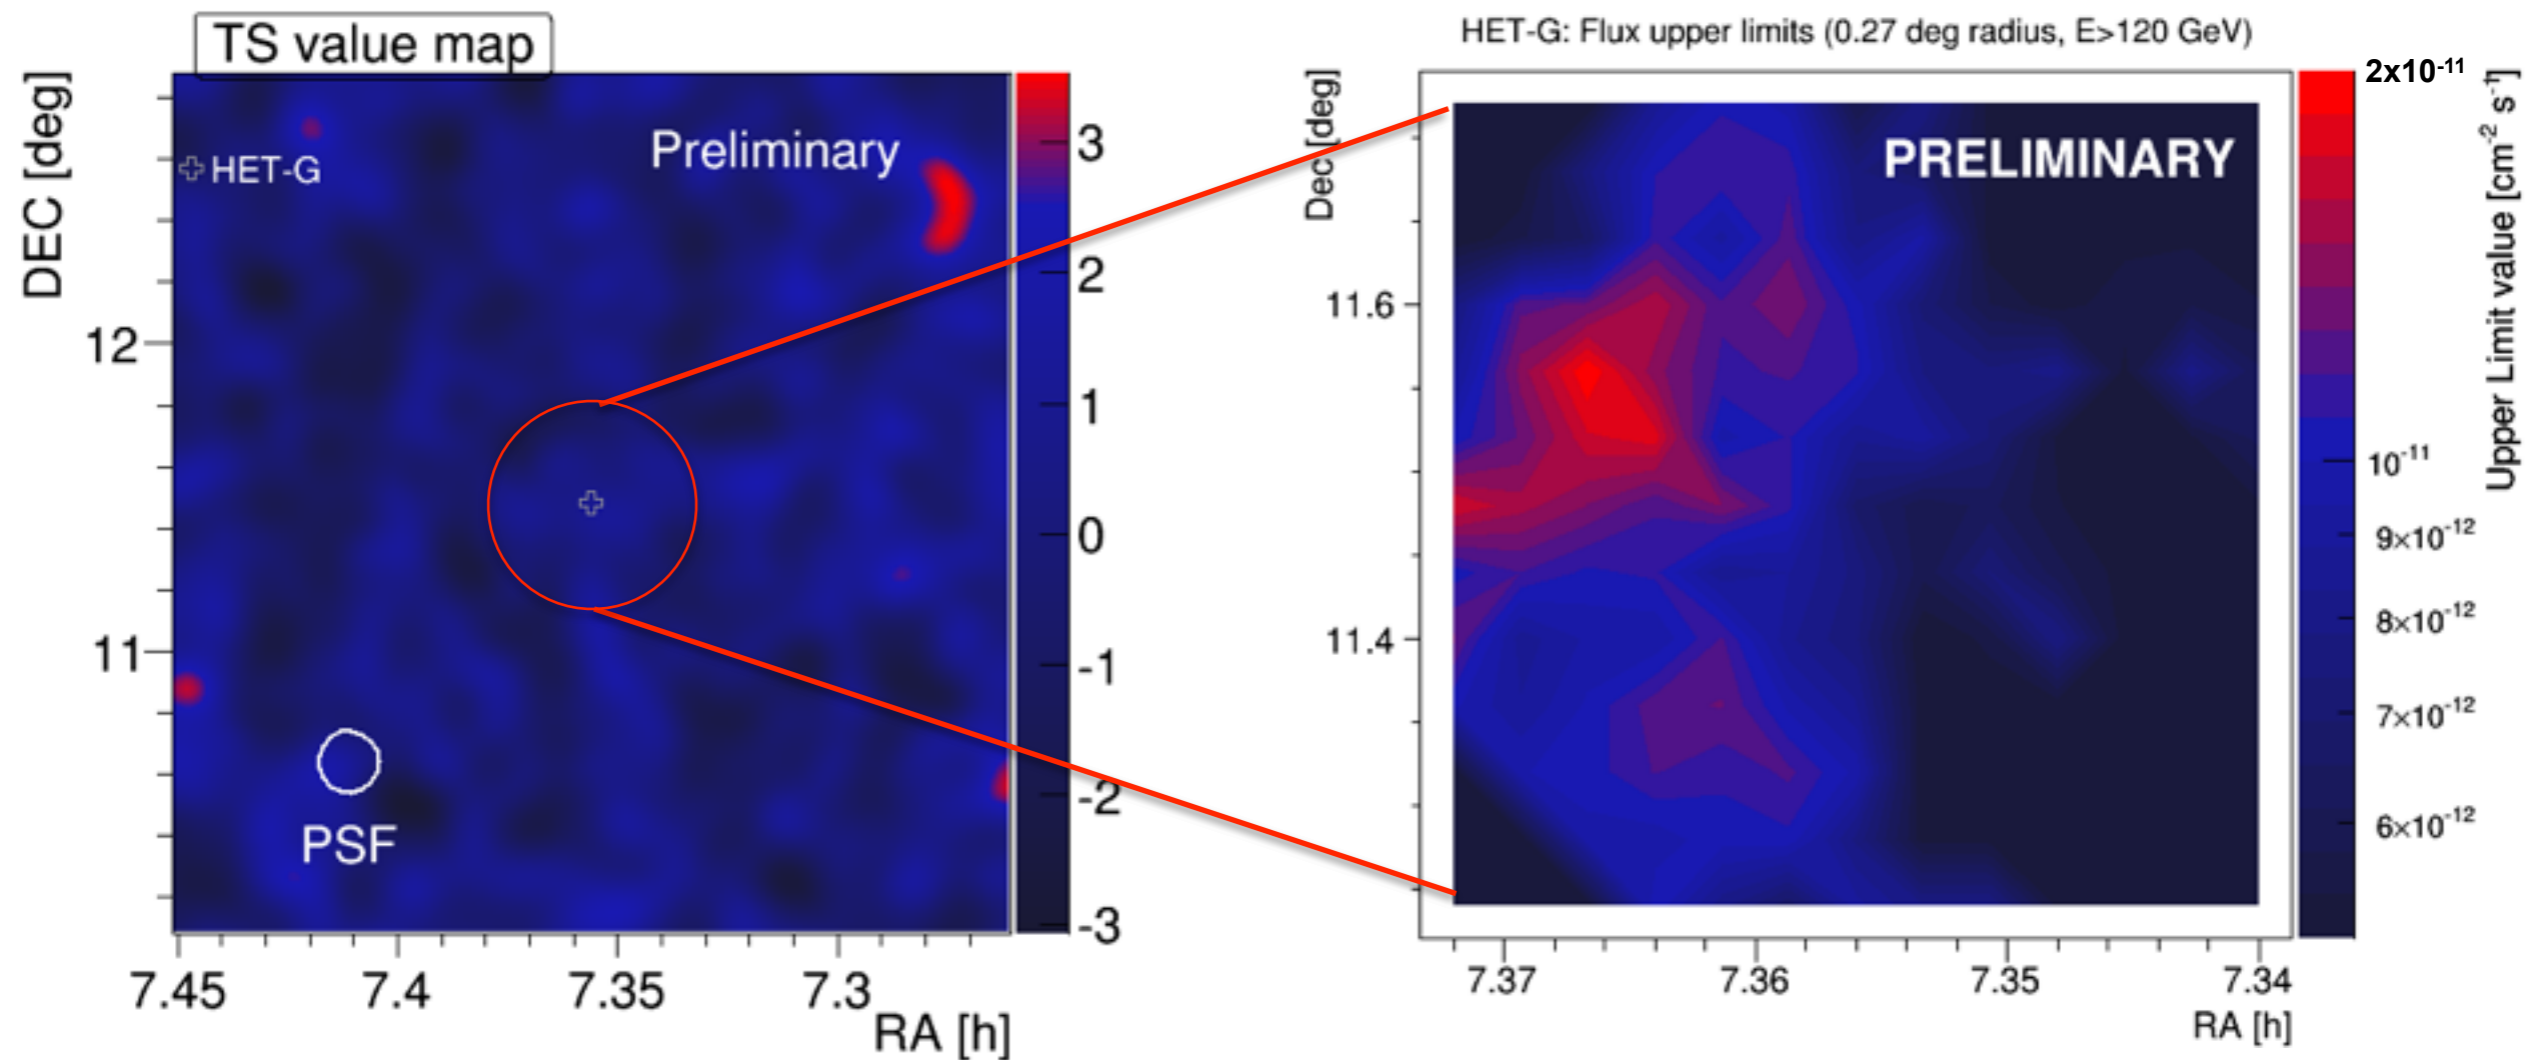 TS value map
DEC [deg]
HET-G
Preliminary
12
11
PSF
7.45
7.4
7.35
7.3
RA [h]
3
2
1
0
-1
-2
-3
HET-G: Flux upper limits (0.27 deg radius, E>120 GeV)
Dec [deg]
PRELIMINARY
11.6
11.4
7.37
7.36
7.35
7.34
RA [h]
2x10⁻¹¹
10⁻¹¹
9×10⁻¹²
8×10⁻¹²
7×10⁻¹²
6×10⁻¹²
Upper Limit value [cm⁻² s⁻¹]